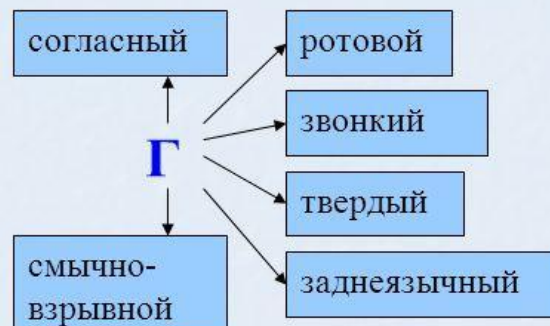 согласный
ротовой
звонкий
Г
твердый
смычно-
взрывной
заднеязычный